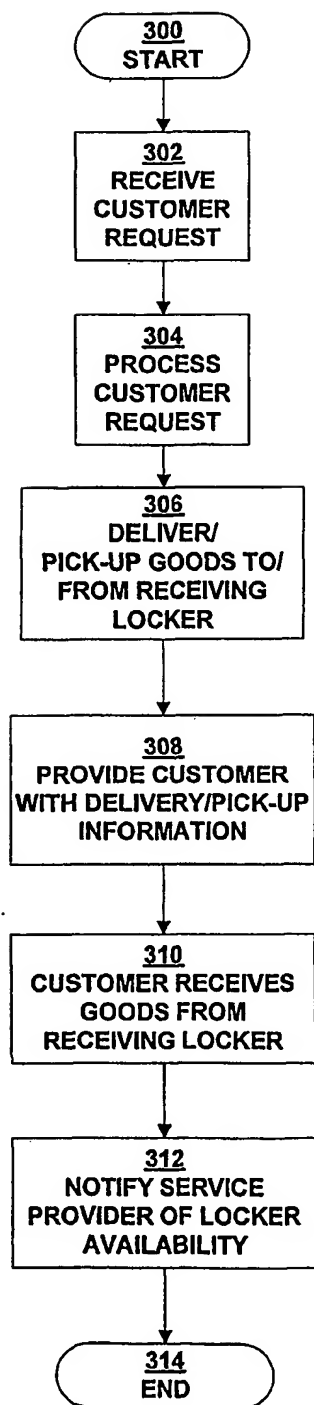 300
START
302
RECEIVE
CUSTOMER
REQUEST
304
PROCESS
CUSTOMER
REQUEST
306
DELIVER/
PICK-UP GOODS TO/
FROM RECEIVING
LOCKER
308
PROVIDE CUSTOMER
WITH DELIVERY/PICK-UP
INFORMATION
310
CUSTOMER RECEIVES
GOODS FROM
RECEIVING LOCKER
312
NOTIFY SERVICE
PROVIDER OF LOCKER
AVAILABILITY
314
END